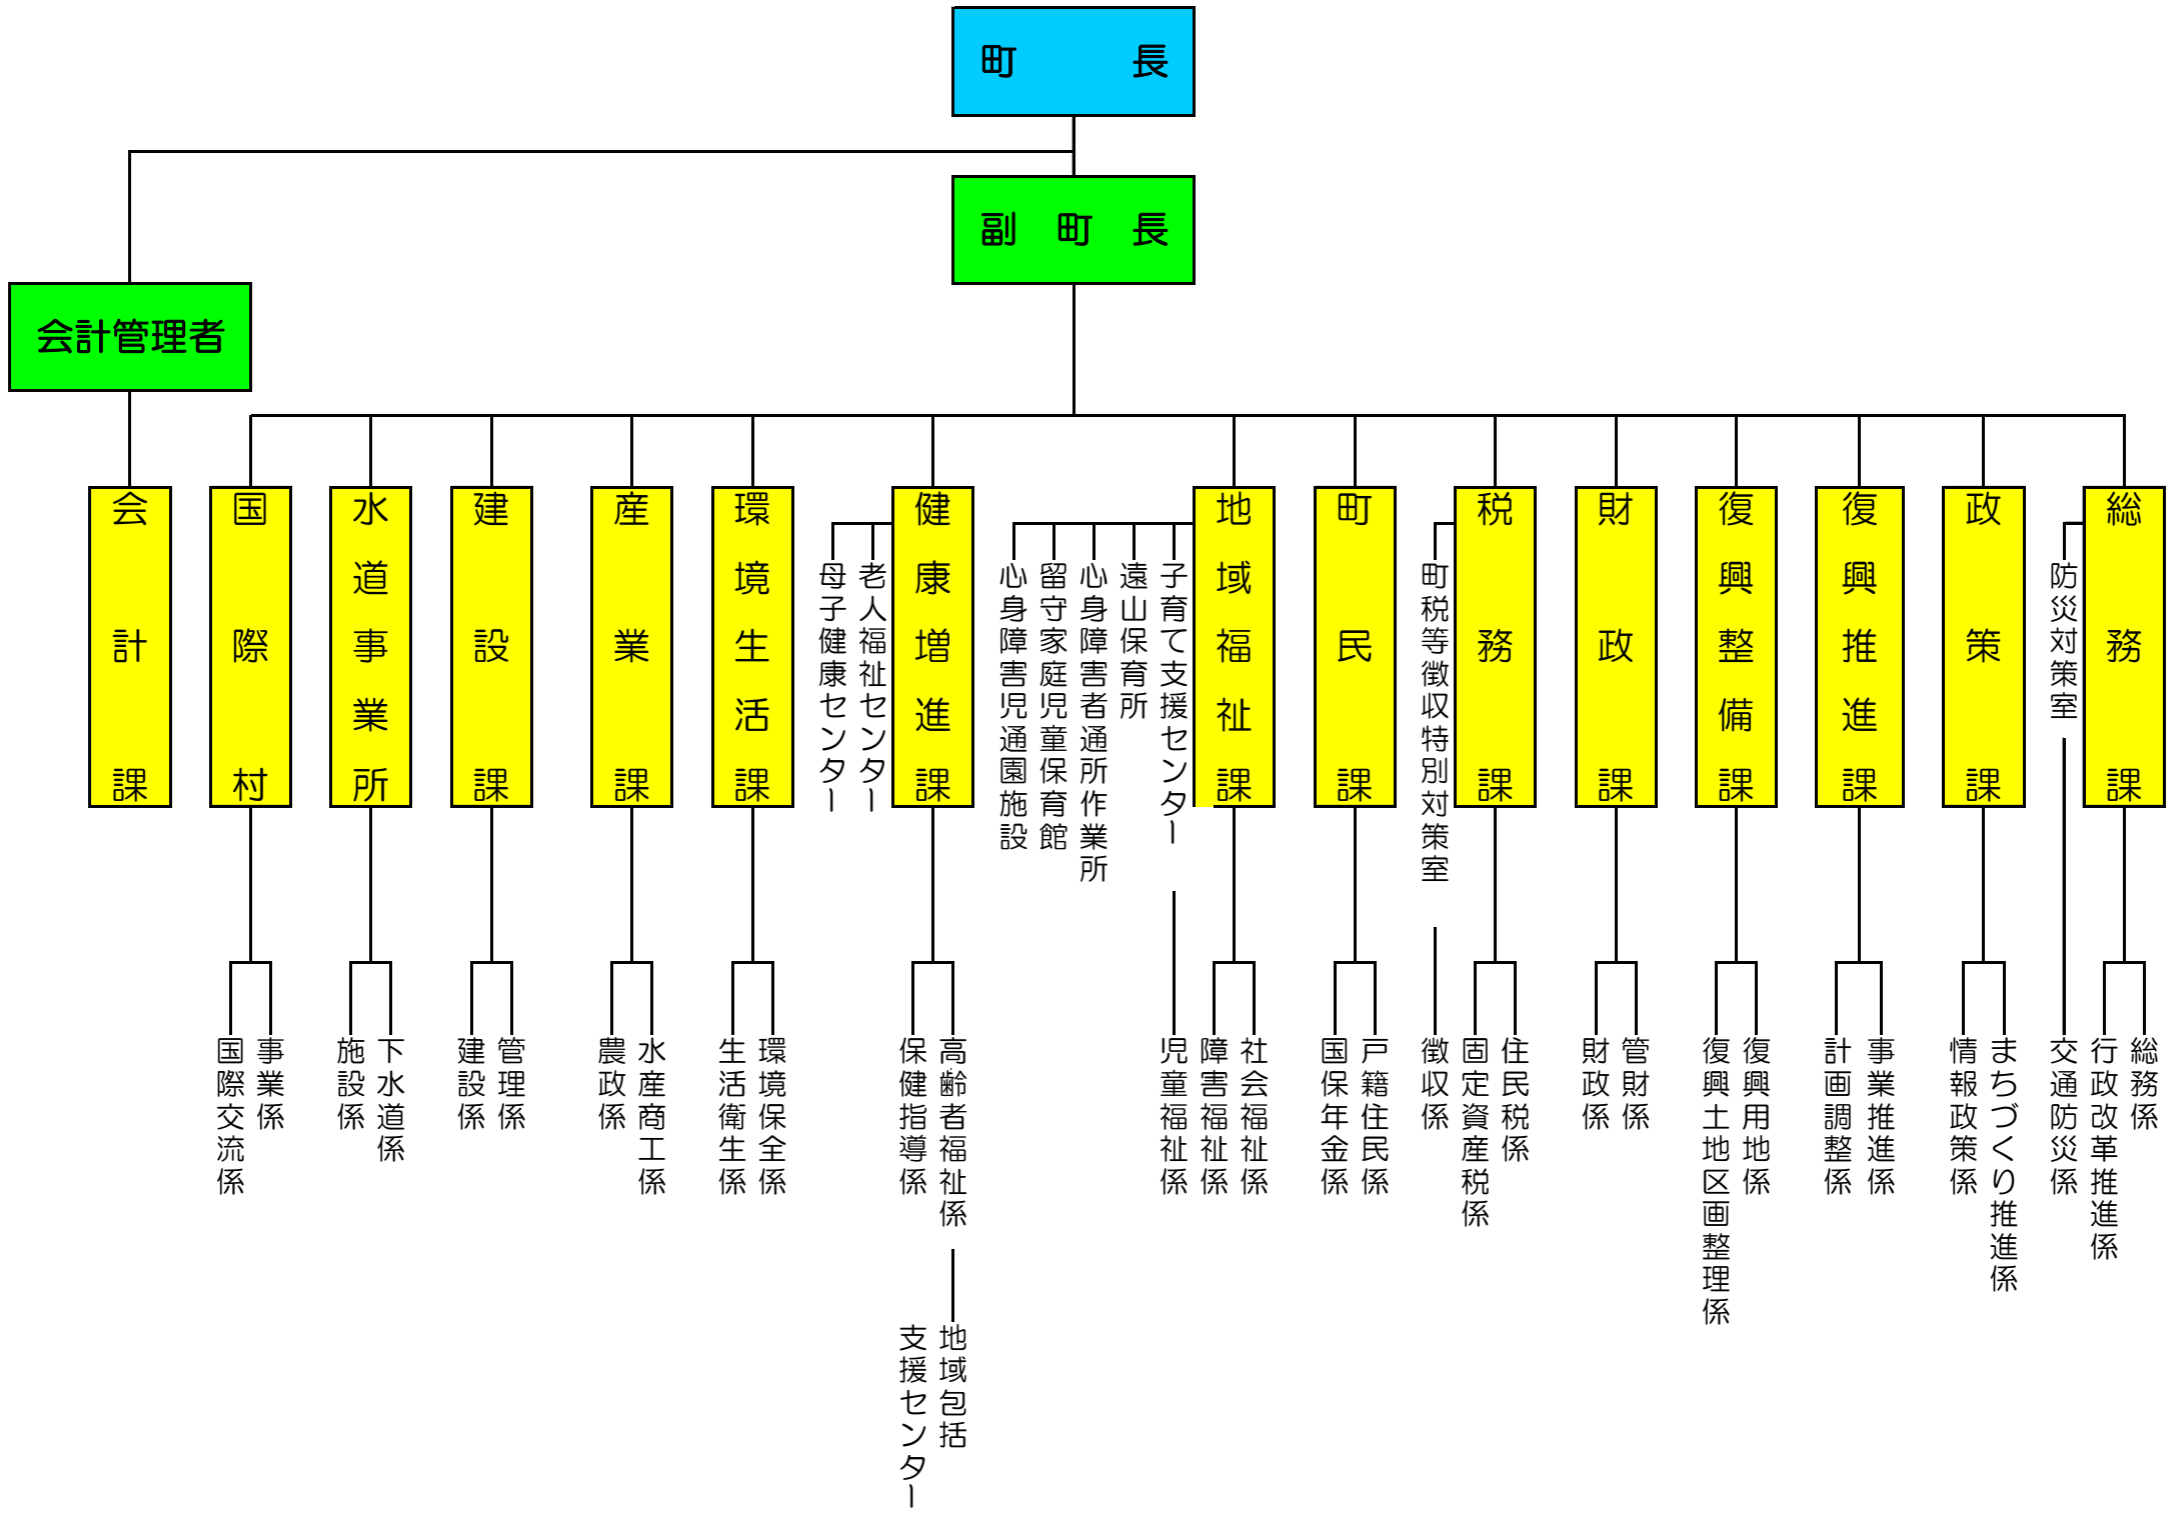 町長
副町長
会計管理者
総務課
政策課
復興推進課
復興整備課
財政課
税務課
町民課
地域福祉課
健康増進課
環境生活課
産業課
建設課
水道事業所
国際村
会計課
防災対策室
町税等徴収特別対策室
子育て支援センター
遠山保育所
心身障害者通所作業所
留守家庭児童保育館
心身障害児通園施設
老人福祉センター
母子健康センター
総務係
行政改革推進係
交通防災係
まちづくり推進係
情報政策係
事業推進係
計画調整係
復興用地係
復興土地区画整理係
管財係
財政係
住民税係
固定資産税係
徴収係
戸籍住民係
国保年金係
社会福祉係
障害福祉係
児童福祉係
高齢者福祉係
保健指導係
環境保全係
生活衛生係
水産商工係
農政係
管理係
建設係
下水道係
施設係
事業係
国際交流係
地域包括
支援センター